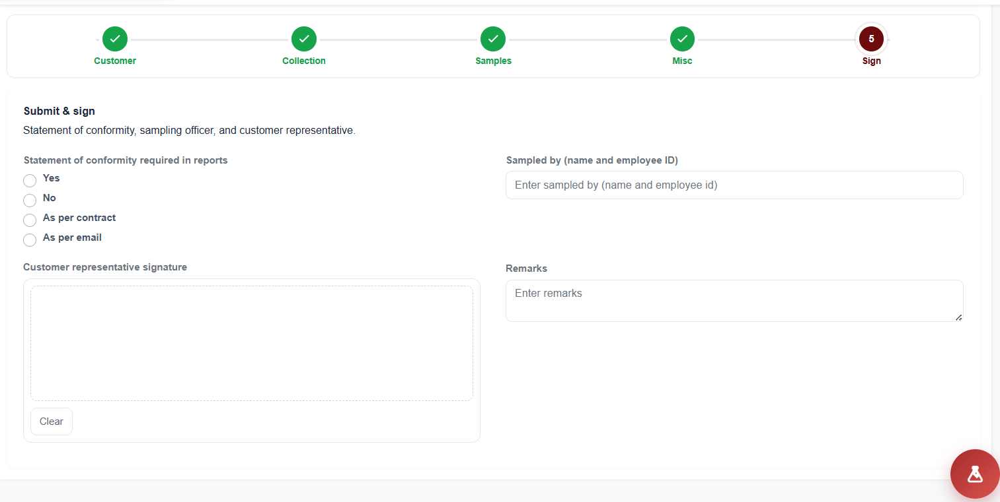 Customer
Collection
Samples
Misc
5
Sign
Submit & sign
Statement of conformity, sampling officer, and customer representative.
Statement of conformity required in reports
Yes
No
As per contract
As per email
Sampled by (name and employee ID)
Enter sampled by (name and employee id)
Customer representative signature
Clear
Remarks
Enter remarks